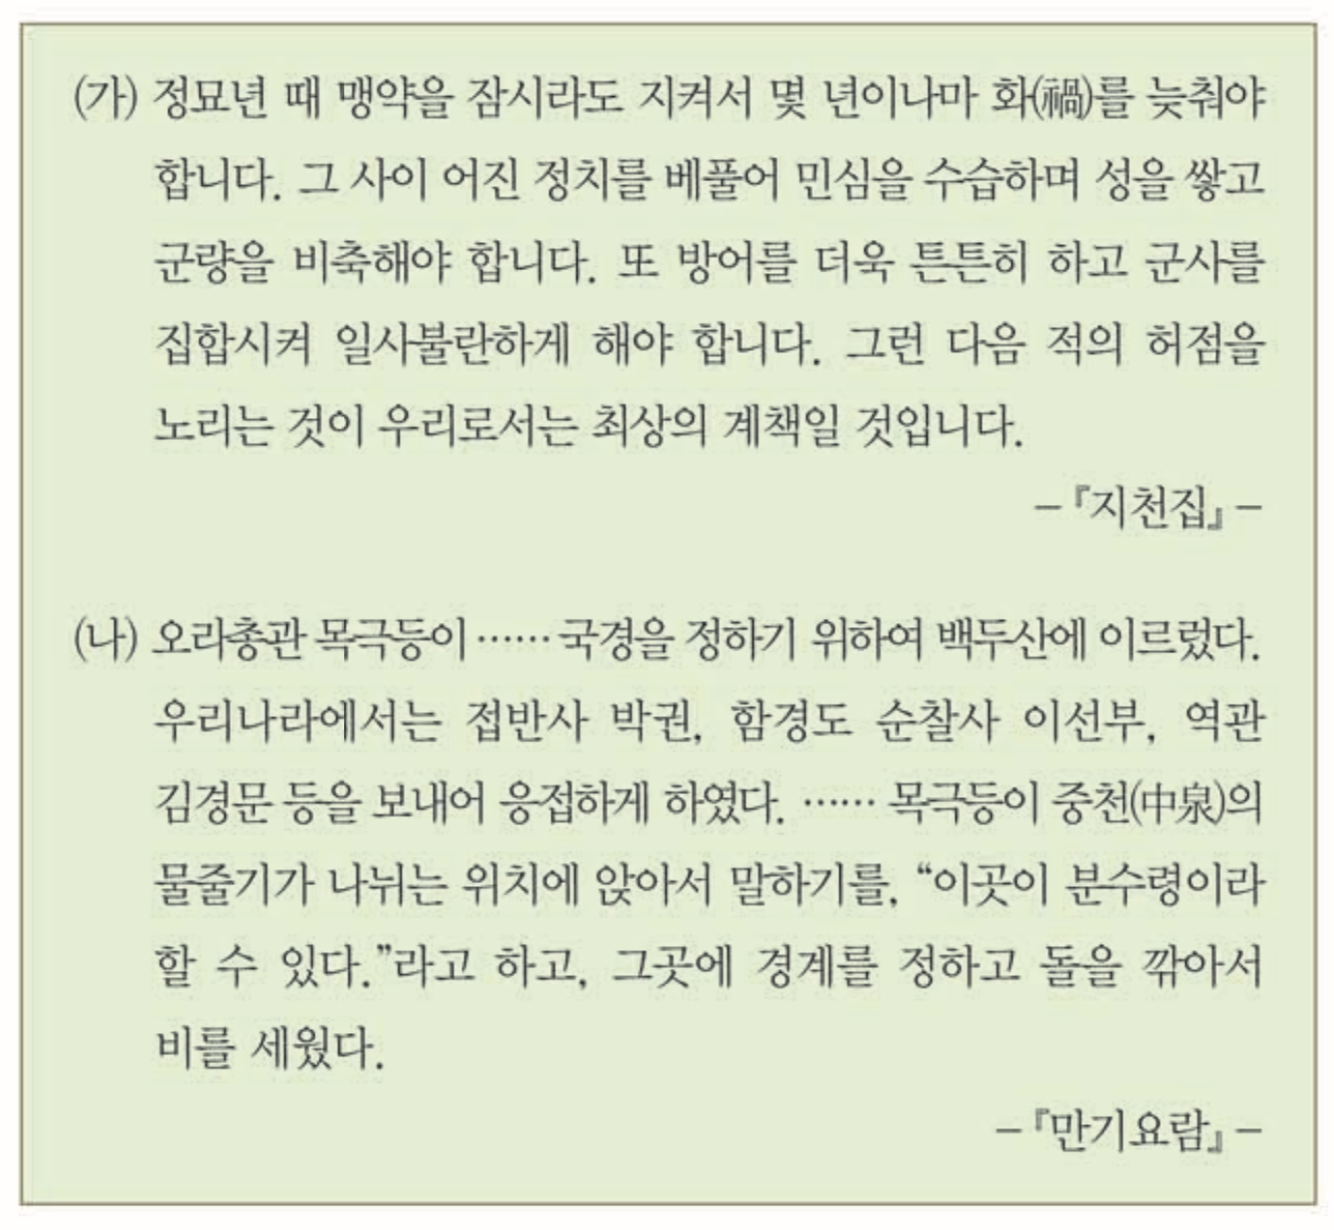 (가) 정묘년 때 맹약을 잠시라도 지켜서 몇 년이나마 화(禍)를 늦춰야
합니다. 그 사이 어진 정치를 베풀어 민심을 수습하며 성을 쌓고
군량을 비축해야 합니다. 또 방어를 더욱 튼튼히 하고 군사를
집합시켜 일사불란하게 해야 합니다. 그런 다음 적의 허점을
노리는 것이 우리로서는 최상의 계책일 것입니다.
-『지천집』-
(나) 오라총관 목극등이 ······ 국경을 정하기 위하여 백두산에 이르렀다.
우리나라에서는 접반사 박권, 함경도 순찰사 이선부, 역관
김경문 등을 보내어 응접하게 하였다. ······ 목극등이 중천(中泉)의
물줄기가 나뉘는 위치에 앉아서 말하기를, “이곳이 분수령이라
할 수 있다.”라고 하고, 그곳에 경계를 정하고 돌을 깎아서
비를 세웠다.
-『만기요람』-